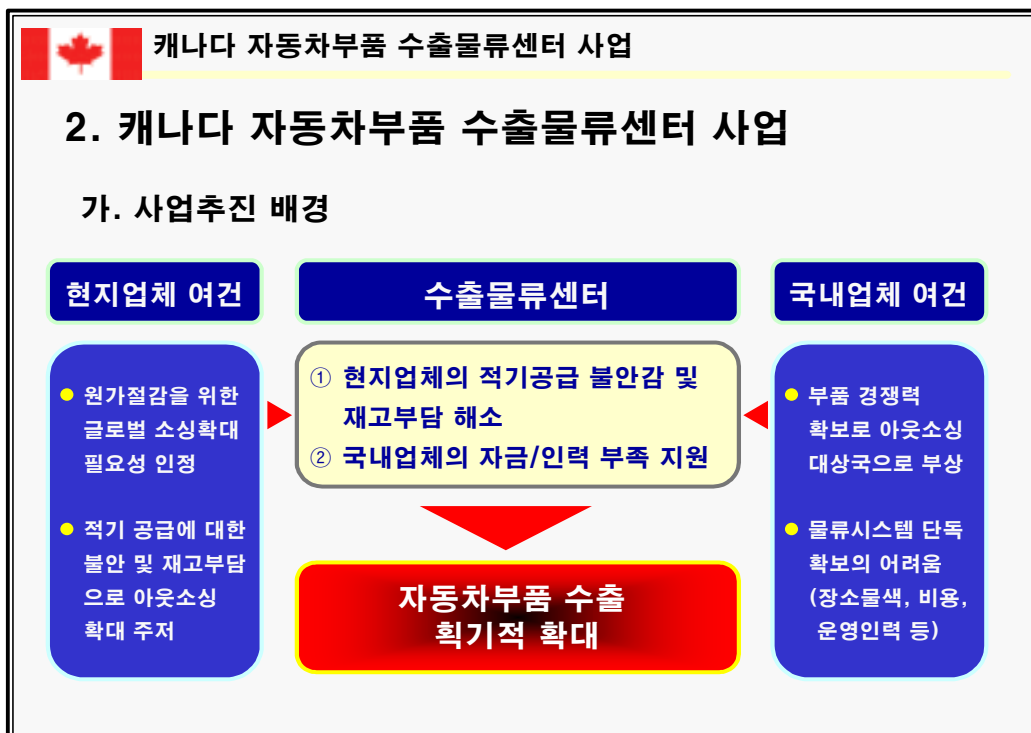 캐나다 자동차부품 수출물류센터 사업
2. 캐나다 자동차부품 수출물류센터 사업
가. 사업추진 배경
현지업체 여건
● 원가절감을 위한
글로벌 소싱확대
필요성 인정
● 적기 공급에 대한
불안 및 재고부담
으로 아웃소싱
확대 주저
수출물류센터
① 현지업체의 적기공급 불안감 및
재고부담 해소
② 국내업체의 자금/인력 부족 지원
자동차부품 수출
획기적 확대
국내업체 여건
● 부품 경쟁력
확보로 아웃소싱
대상국으로 부상
● 물류시스템 단독
확보의 어려움
(장소물색, 비용,
운영인력 등)